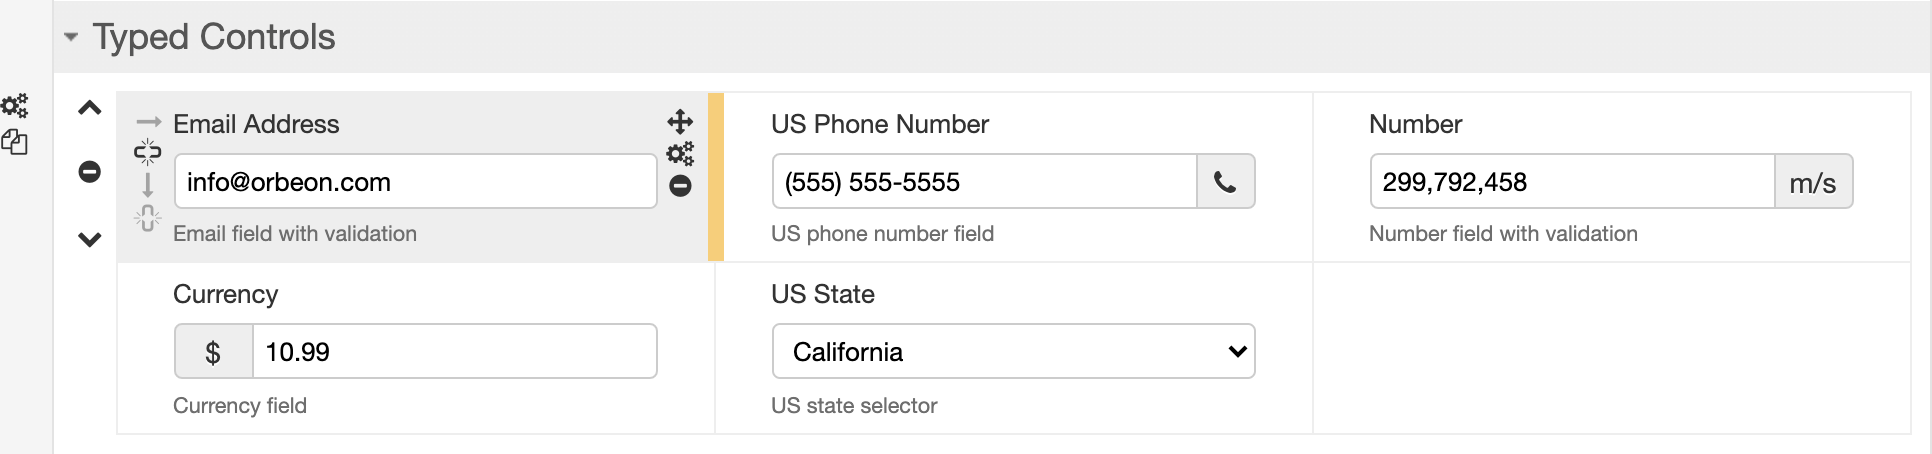 Typed Controls
Email Address
info@orbeon.com
Email field with validation
US Phone Number
(555) 555-5555
US phone number field
Number
299,792,458 m/s
Number field with validation
Currency
$ 10.99
Currency field
US State
California
US state selector